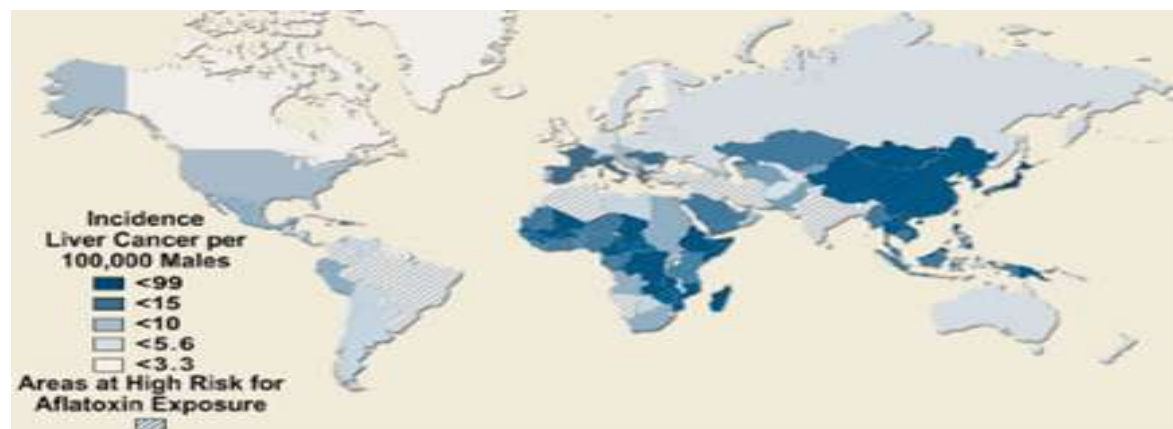 Incidence
Liver Cancer per
100,000 Males
<99
<15
<10
<5.6
<3.3
Areas at High Risk for
Aflatoxin Exposure